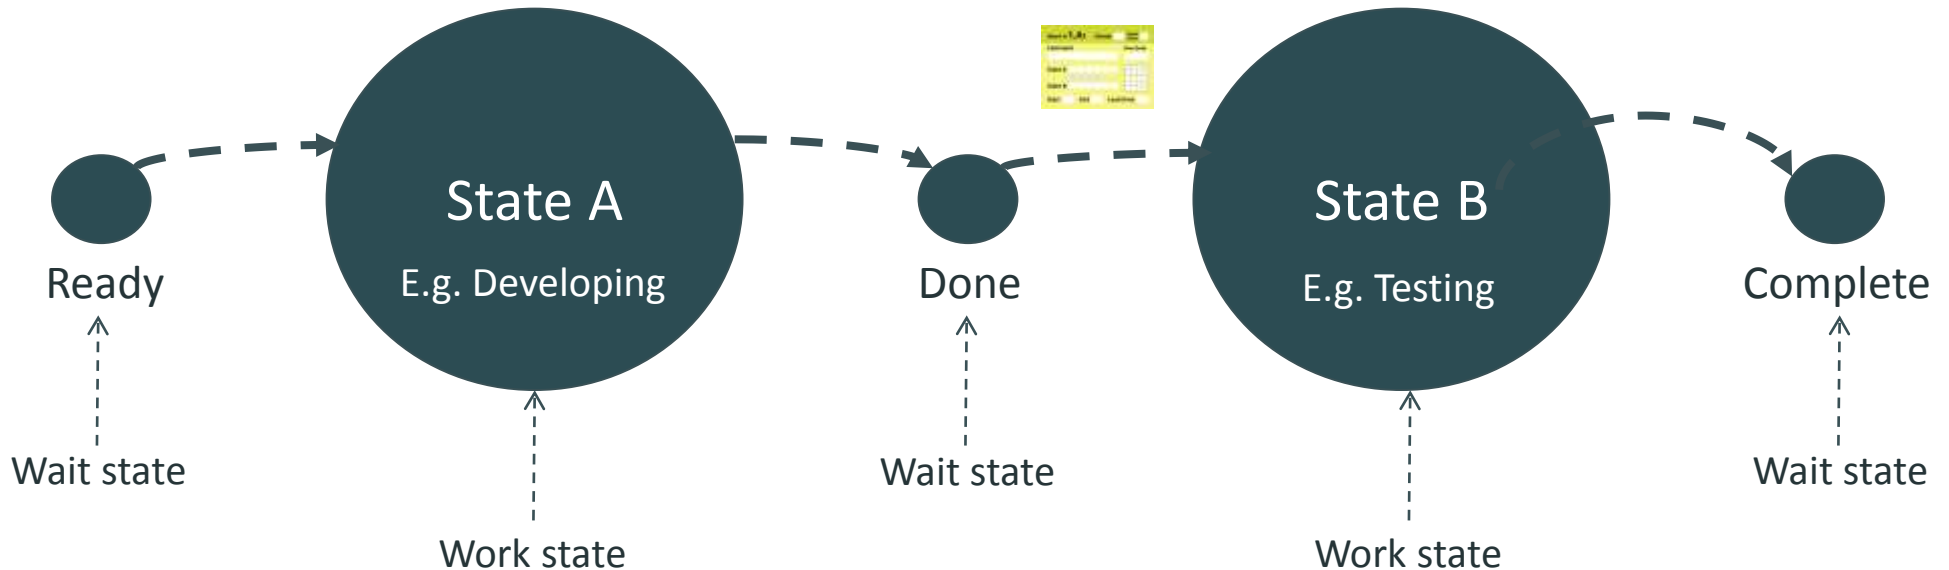 State A
E.g. Developing
State B
E.g. Testing
Ready
Done
Complete
Wait state
Wait state
Wait state
Work state
Work state